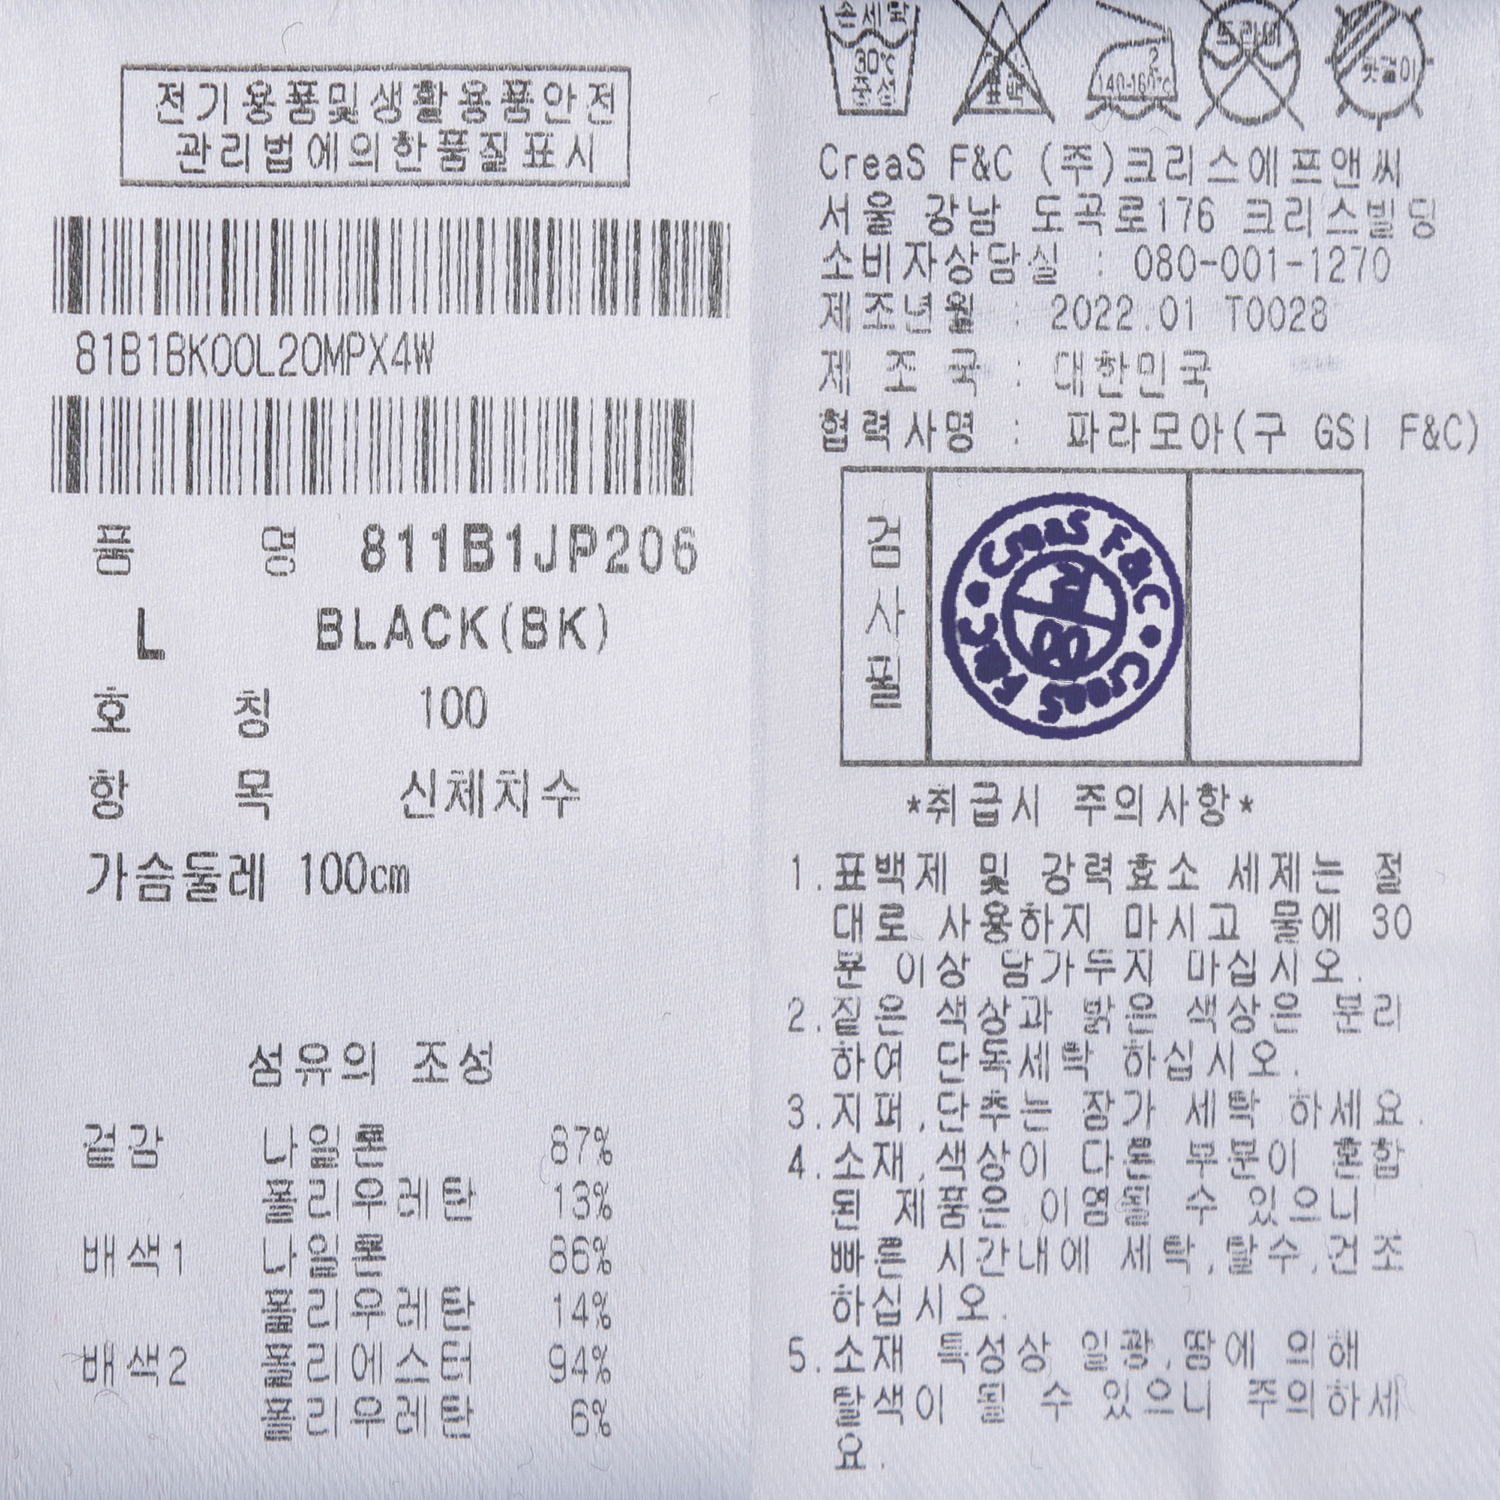 전기용품및생활용품안전
관리법에의한품질표시
81B1BK00L20MPX4W
품 명 811B1JP206
L BLACK(BK)
호 칭 100
항 목 신체치수
가슴둘레 100cm
섬유의 조성
겉감 나일론 87%
폴리우레탄 13%
배색1 나일론 86%
폴리우레탄 14%
배색2 폴리에스터 94%
폴리우레탄 6%
손세탁
30℃
중성
표백
2
140-160℃
드라이
옷걸이
CreaS F&C (주)크리스에프앤씨
서울 강남 도곡로176 크리스빌딩
소비자상담실 : 080-001-1270
제조년월 : 2022.01 T0028
제 조 국 : 대한민국
협력사명 : 파라모아(구 GSI F&C)
검사필
CreaS F&C
CreaS F&C
80
*취급시 주의사항*
1.표백제 및 강력효소 세제는 절
대로 사용하지 마시고 물에 30
분 이상 담가두지 마십시오.
2.짙은 색상과 밝은 색상은 분리
하여 단독세탁 하십시오.
3.지퍼,단추는 잠가 세탁 하세요.
4.소재,색상이 다른 부분이 혼합
된 제품은 이염될 수 있으니
빠른 시간내에 세탁,탈수,건조
하십시오.
5.소재 특성상 일광,땀에 의해
탈색이 될 수 있으니 주의하세
요.